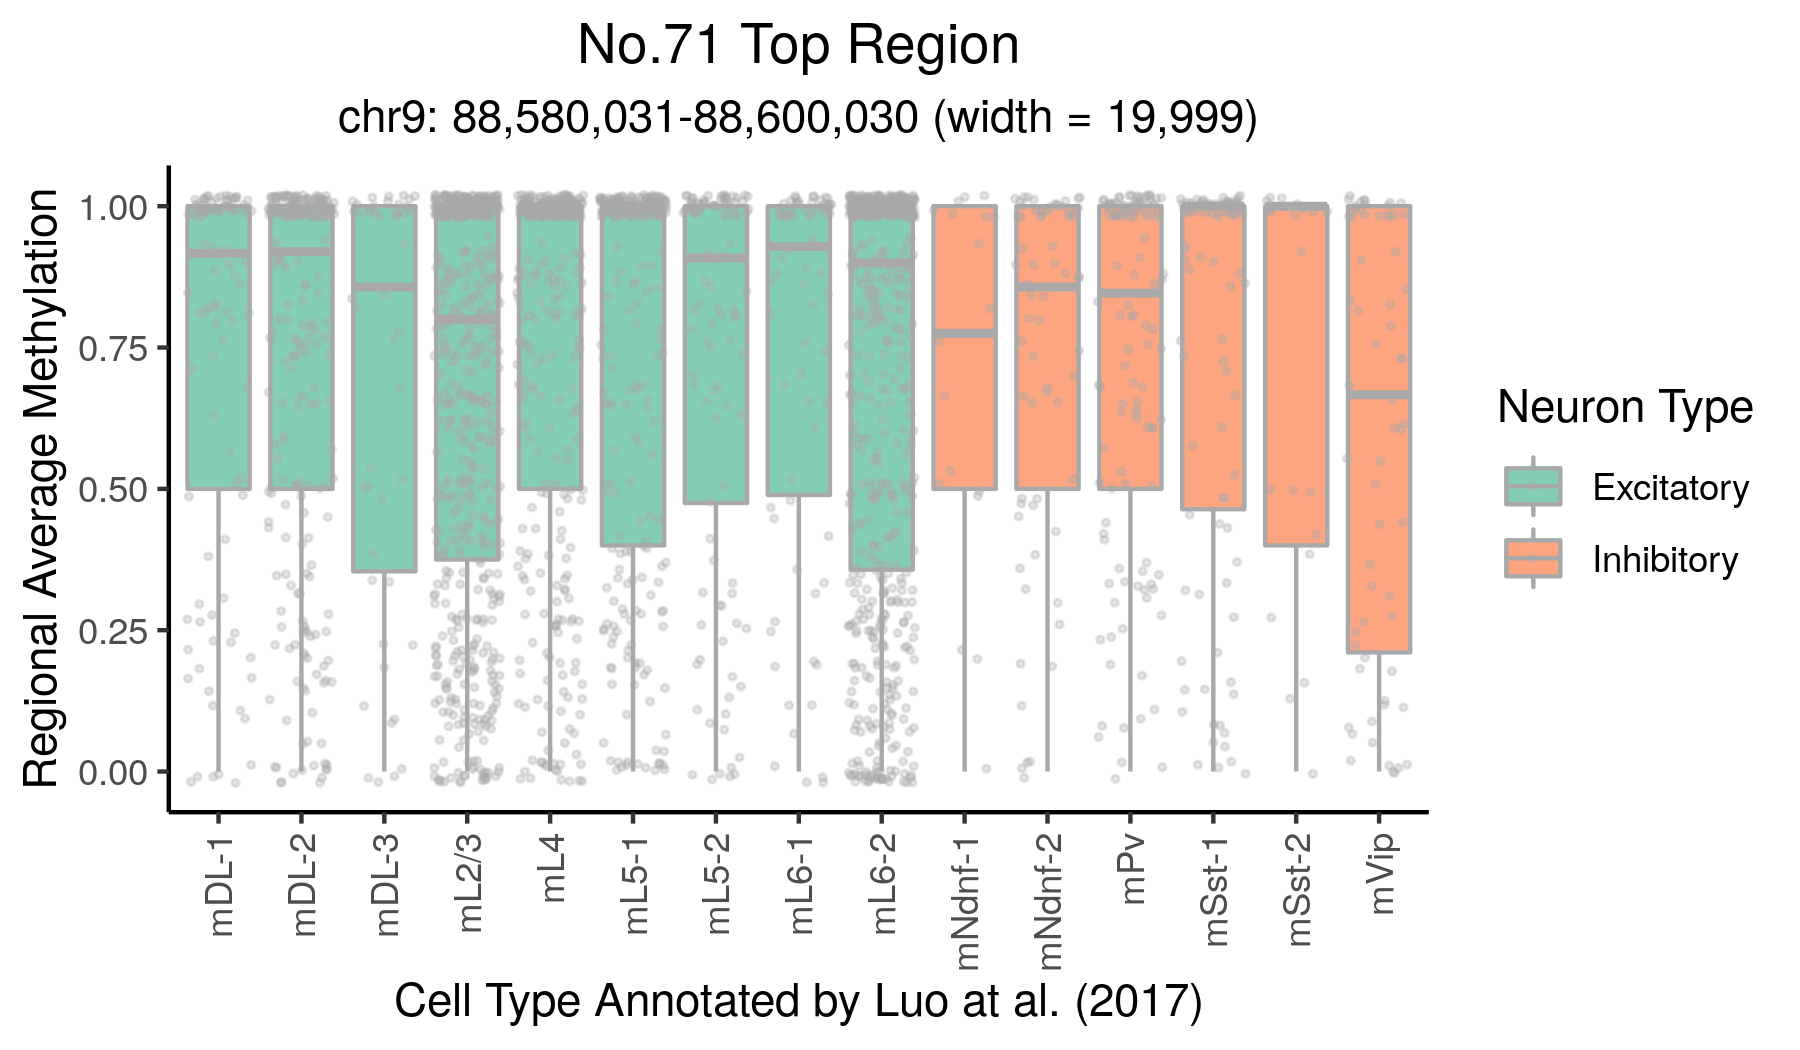 No.71 Top Region
chr9: 88,580,031-88,600,030 (width = 19,999)
Regional Average Methylation
1.00
0.75
0.50
0.25
0.00
mDL-1
mDL-2
mDL-3
mL2/3
mL4
mL5-1
mL5-2
mL6-1
mL6-2
mNdnf-1
mNdnf-2
mPv
mSst-1
mSst-2
mVip
Cell Type Annotated by Luo at al. (2017)
Neuron Type
Excitatory
Inhibitory